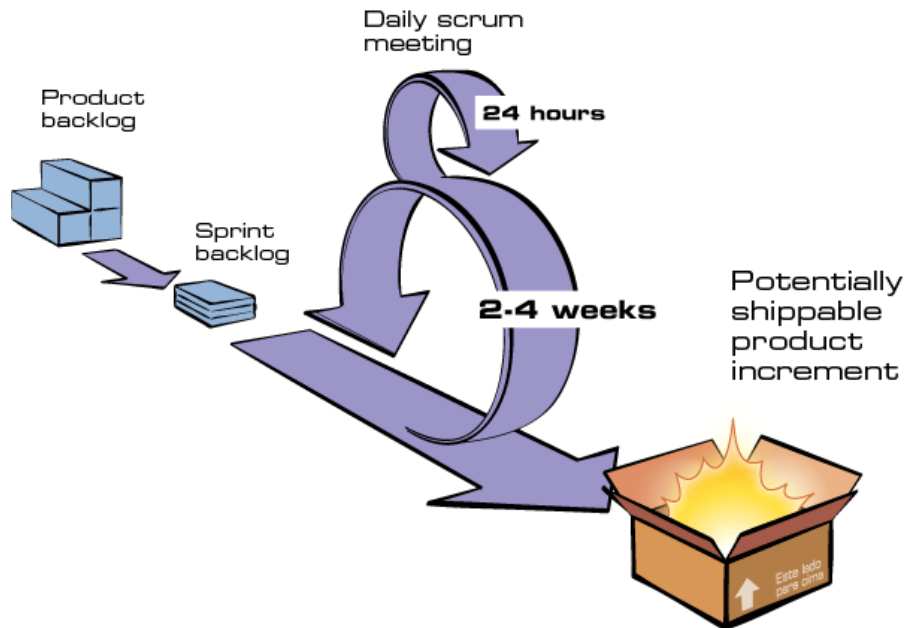 Daily scrum
meeting
24 hours
Product
backlog
Sprint
backlog
2-4 weeks
Potentially
shippable
product
increment
Este lado
para cima